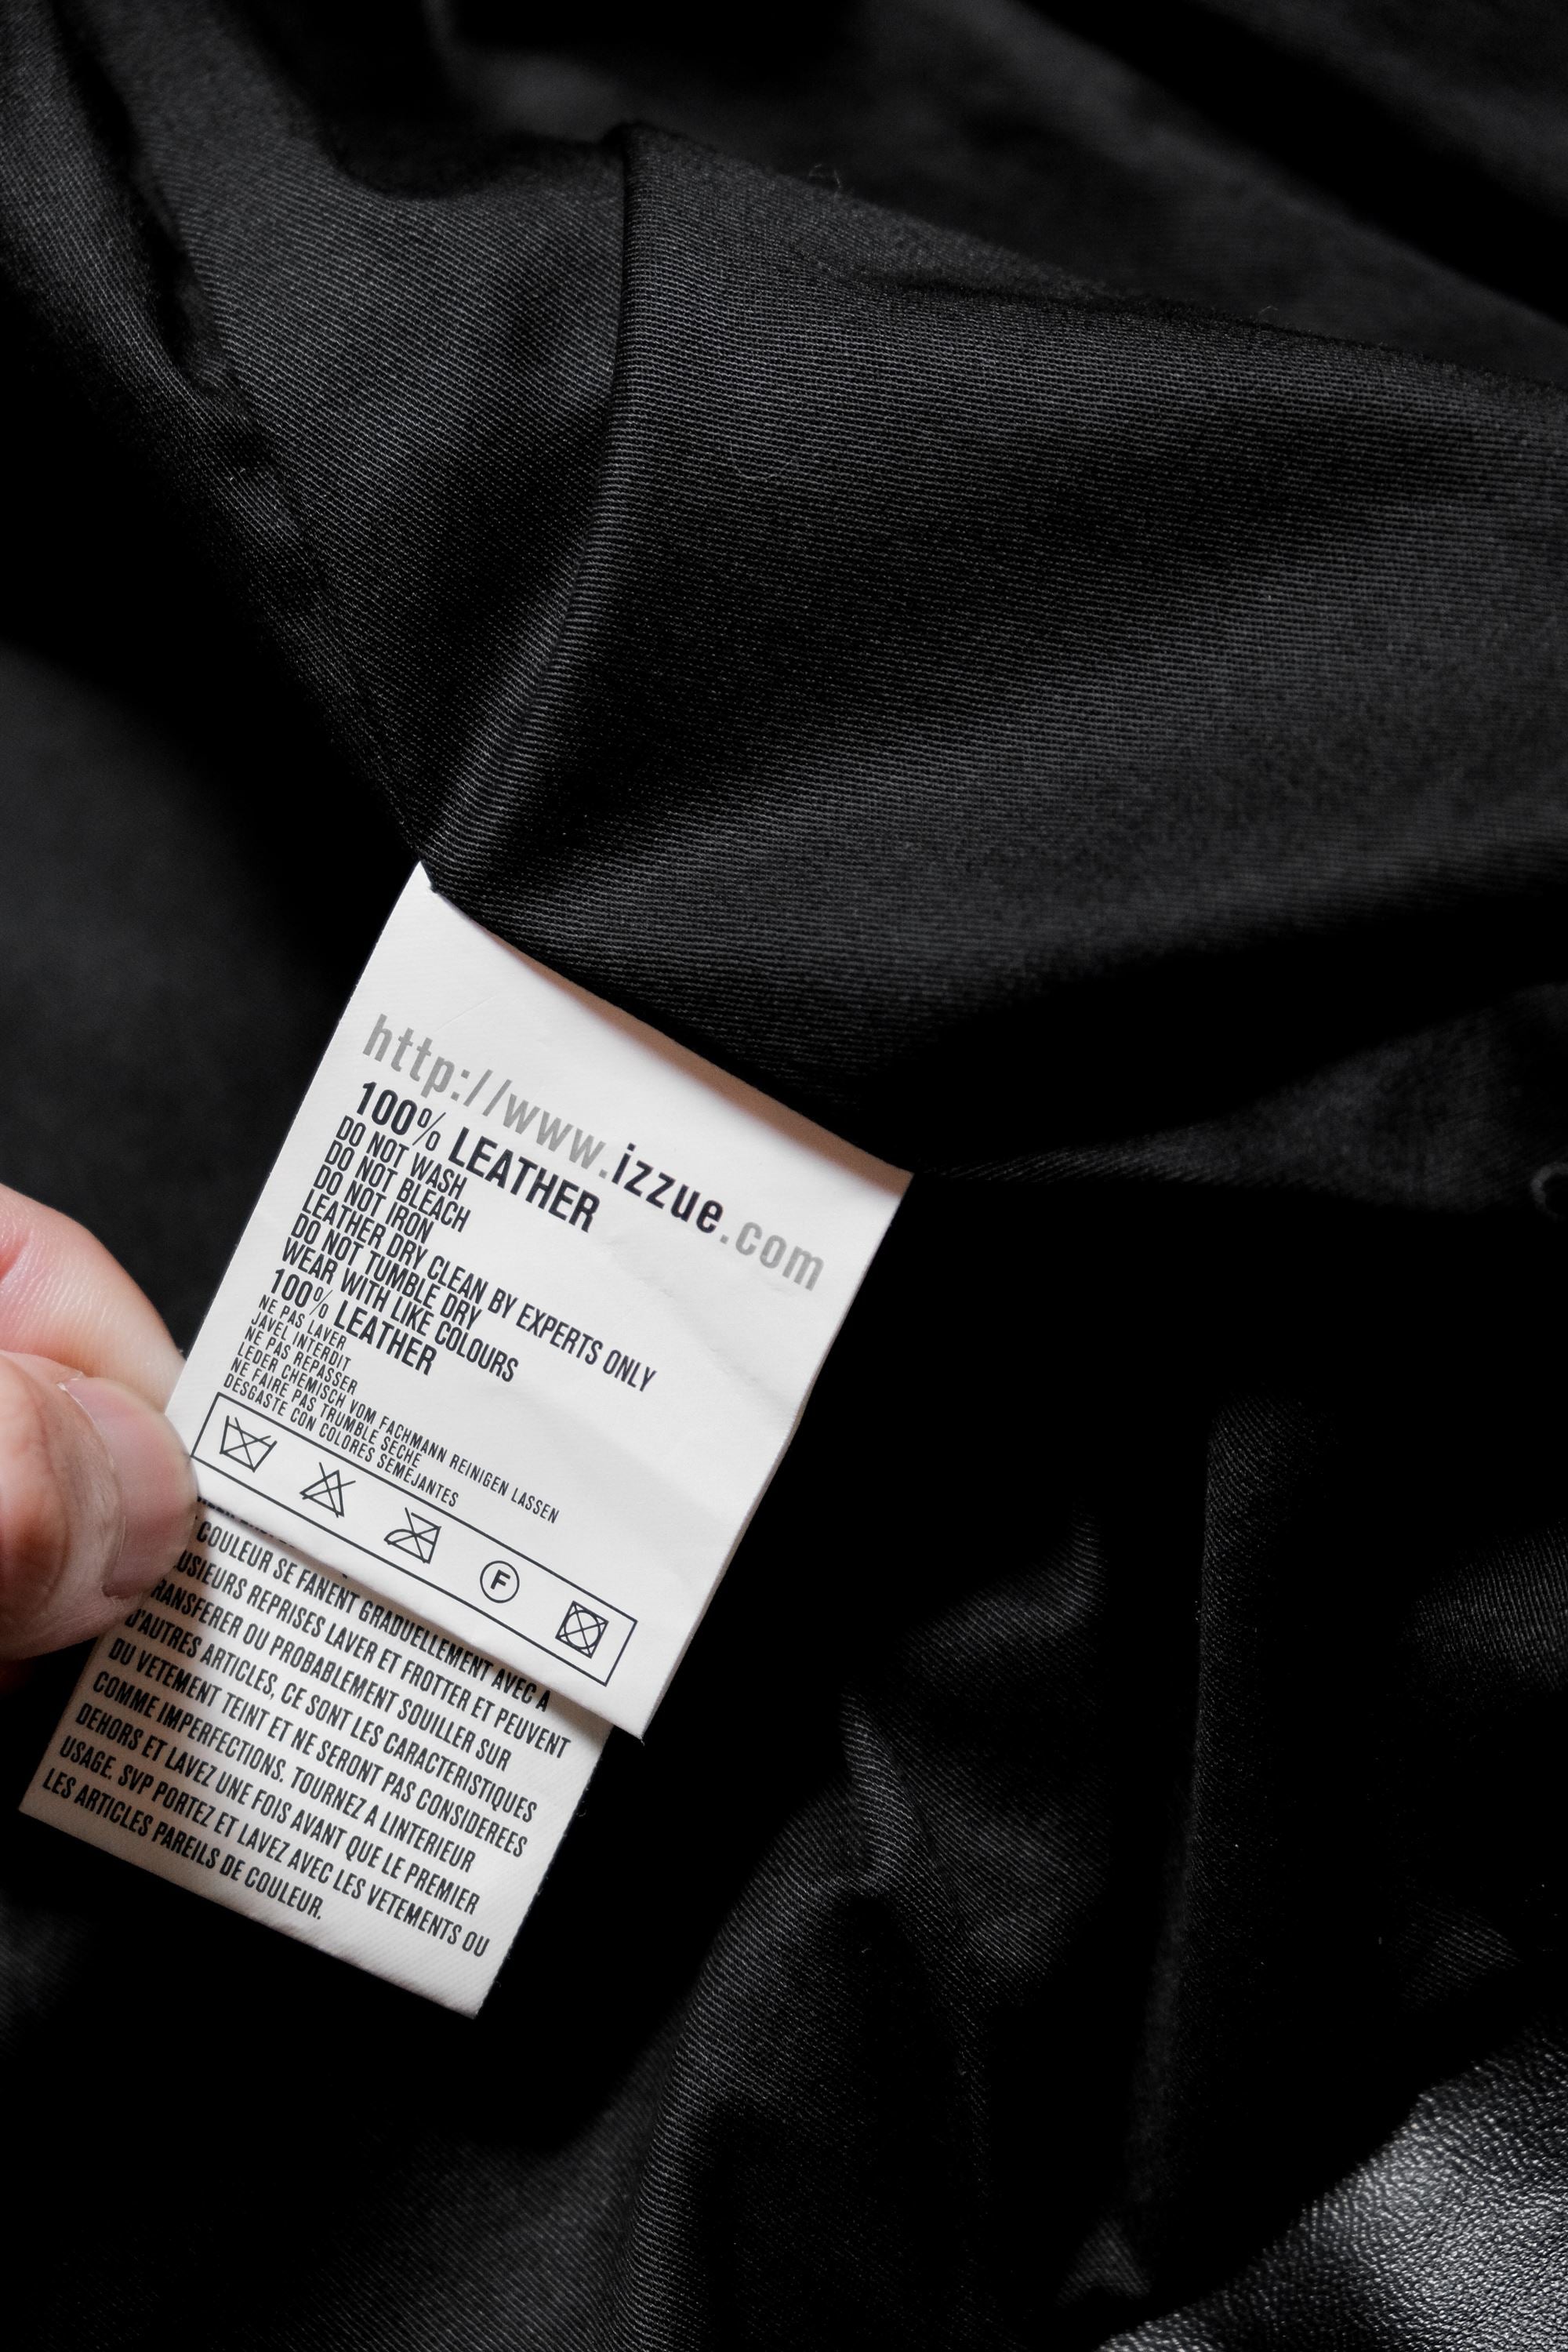 http://www.izzue.com
100% LEATHER
DO NOT WASH
DO NOT BLEACH
DO NOT IRON
LEATHER DRY CLEAN BY EXPERTS ONLY
DO NOT TUMBLE DRY
WEAR WITH LIKE COLOURS
100% LEATHER
NE PAS LAVER
JAVEL INTERDIT
NE PAS REPASSER
LEDER CHEMISCH VOM FACHMANN REINIGEN LASSEN
NE FAIRE PAS TRUMBLE SECHE
DESGASTE CON COLORES SEMEJANTES
F
COULEUR SE FANENT GRADUELLEMENT AVEC A
USIEURS REPRISES LAVER ET FROTTER ET PEUVENT
RANSFERER OU PROBABLEMENT SOUILLER SUR
D'AUTRES ARTICLES, CE SONT LES CARACTERISTIQUES
DU VETEMENT TEINT ET NE SERONT PAS CONSIDEREES
COMME IMPERFECTIONS. TOURNEZ A LINTERIEUR
DEHORS ET LAVEZ UNE FOIS AVANT QUE LE PREMIER
USAGE. SVP PORTEZ ET LAVEZ AVEC LES VETEMENTS OU
LES ARTICLES PAREILS DE COULEUR.